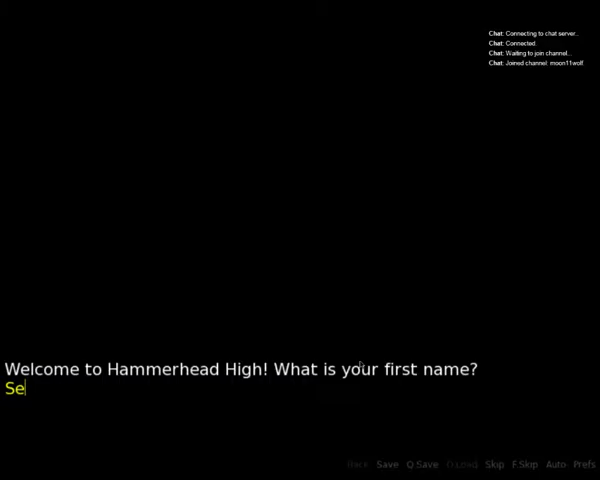 Chat: Connecting to chat server...
Chat: Connected.
Chat: Waiting to join channel...
Chat: Joined channel: moon11wolf
Welcome to Hammerhead High! What is your first name?
Se
Back Save Q.Save Q.Load Skip F.Skip Auto Prefs